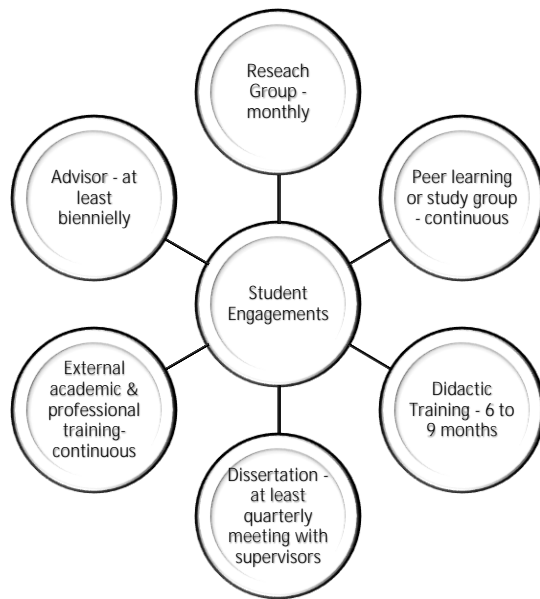 Reseach
Group -
monthly
Peer learning
or study group
- continuous
Didactic
Training - 6 to
9 months
Dissertation -
at least
quarterly
meeting with
supervisors
External
academic &
professional
training-
continuous
Advisor - at
least
biennielly
Student
Engagements